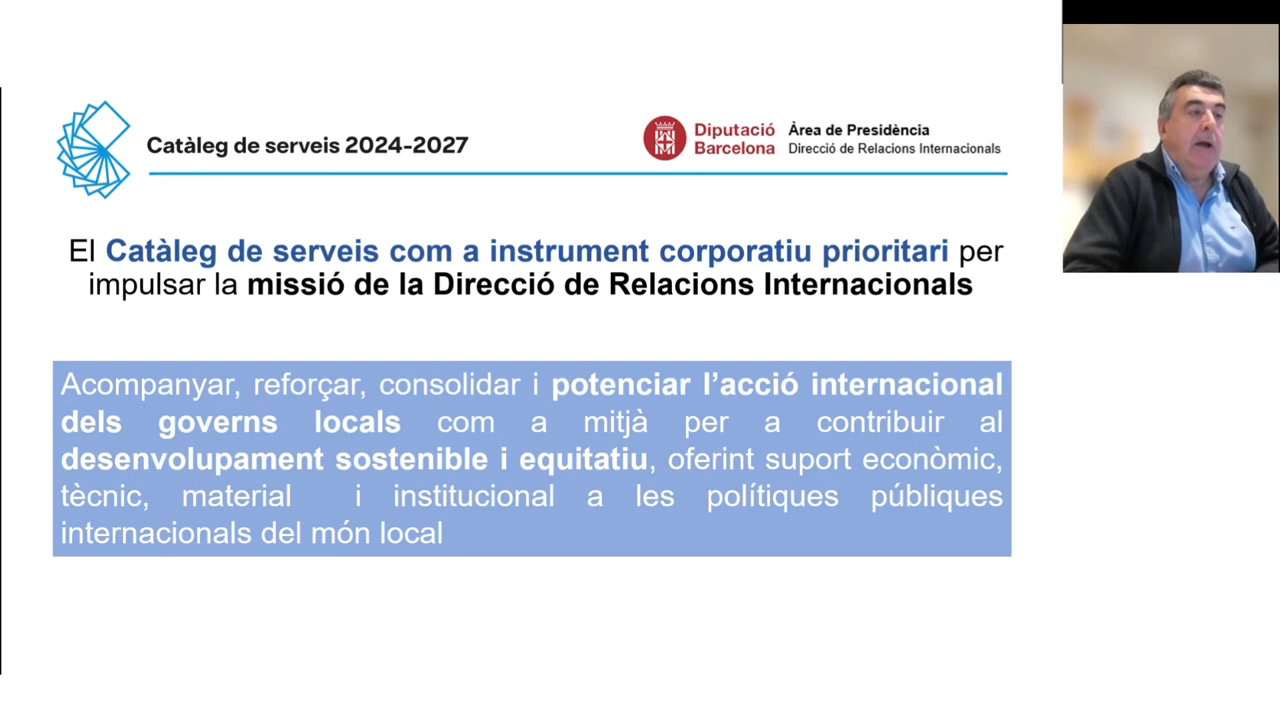 Catàleg de serveis 2024-2027
Diputació
Barcelona
Àrea de Presidència
Direcció de Relacions Internacionals
El Catàleg de serveis com a instrument corporatiu prioritari per
impulsar la missió de la Direcció de Relacions Internacionals
Acompanyar, reforçar, consolidar i potenciar l’acció internacional
dels governs locals com a mitjà per a contribuir al
desenvolupament sostenible i equitatiu, oferint suport econòmic,
tècnic, material i institucional a les polítiques públiques
internacionals del món local